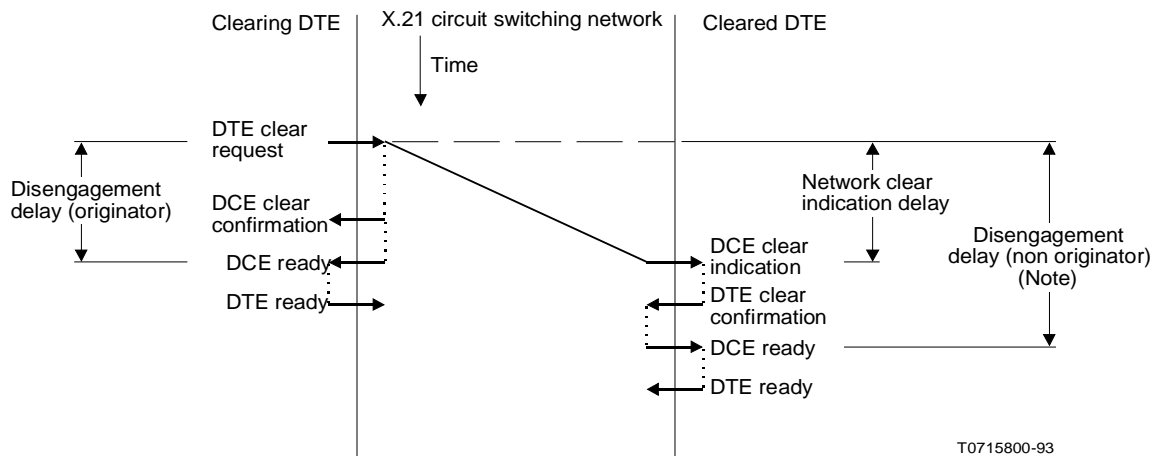 Clearing DTE
X.21 circuit switching network
Cleared DTE
Time
DTE clear
request
Disengagement
delay (originator)
DCE clear
confirmation
DCE ready
DTE ready
Network clear
indication delay
Disengagement
delay (non originator)
(Note)
DCE clear
indication
DTE clear
confirmation
DCE ready
DTE ready
T0715800-93